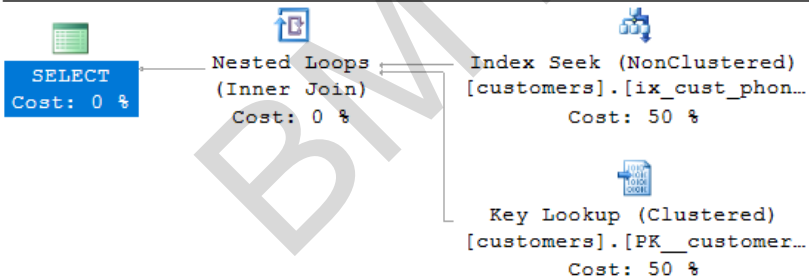 SELECT
Cost: 0 %
Nested Loops
(Inner Join)
Cost: 0 %
Index Seek (NonClustered)
[customers].[ix_cust_phon…
Cost: 50 %
Key Lookup (Clustered)
[customers].[PK__customer…
Cost: 50 %
BM